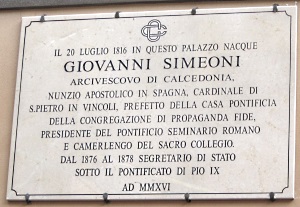 IL 20 LUGLIO 1816 IN QUESTO PALAZZO NACQUE
GIOVANNI SIMEONI
ARCIVESCOVO DI CALCEDONIA,
NUNZIO APOSTOLICO IN SPAGNA, CARDINALE DI
S.PIETRO IN VINCOLI, PREFETTO DELLA CASA PONTIFICIA
DELLA CONGREGAZIONE DI PROPAGANDA FIDE,
PRESIDENTE DEL PONTIFICIO SEMINARIO ROMANO
E CAMERLENGO DEL SACRO COLLEGIO.
DAL 1876 AL 1878 SEGRETARIO DI STATO
SOTTO IL PONTIFICATO DI PIO IX
AD MMXVI